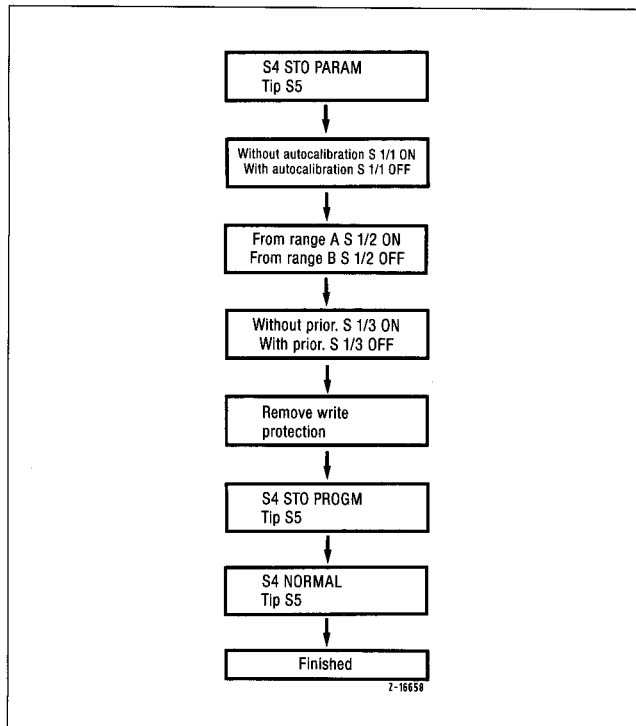 S4 STO PARAM
Tip S5
Without autocalibration S 1/1 ON
With autocalibration S 1/1 OFF
From range A S 1/2 ON
From range B S 1/2 OFF
Without prior. S 1/3 ON
With prior. S 1/3 OFF
Remove write
protection
S4 STO PROGM
Tip S5
S4 NORMAL
Tip S5
Finished
Z-16658